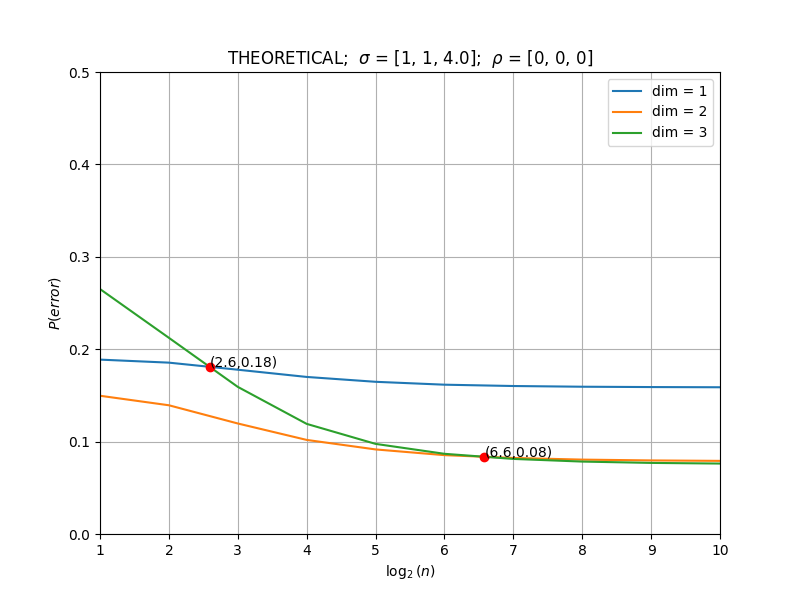 THEORETICAL;  σ = [1, 1, 4.0];  ρ = [0, 0, 0]
dim = 1
dim = 2
dim = 3
0.5
0.4
0.3
0.2
0.1
0.0
P(error)
(2.6,0.18)
(6.6,0.08)
1 2 3 4 5 6 7 8 9 10
log₂(n)